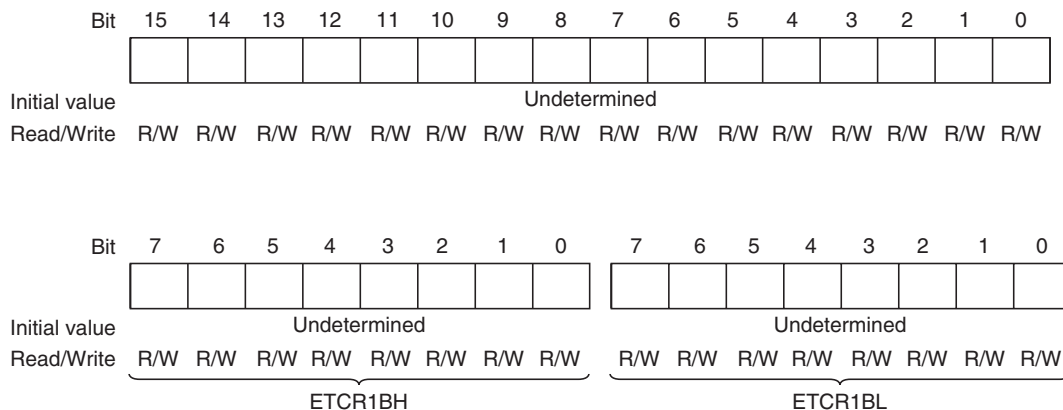 Bit 15 14 13 12 11 10 9 8 7 6 5 4 3 2 1 0
Initial value Undetermined
Read/Write R/W R/W R/W R/W R/W R/W R/W R/W R/W R/W R/W R/W R/W R/W R/W R/W
Bit 7 6 5 4 3 2 1 0 7 6 5 4 3 2 1 0
Initial value Undetermined Undetermined
Read/Write R/W R/W R/W R/W R/W R/W R/W R/W R/W R/W R/W R/W R/W R/W R/W R/W
ETCR1BH ETCR1BL